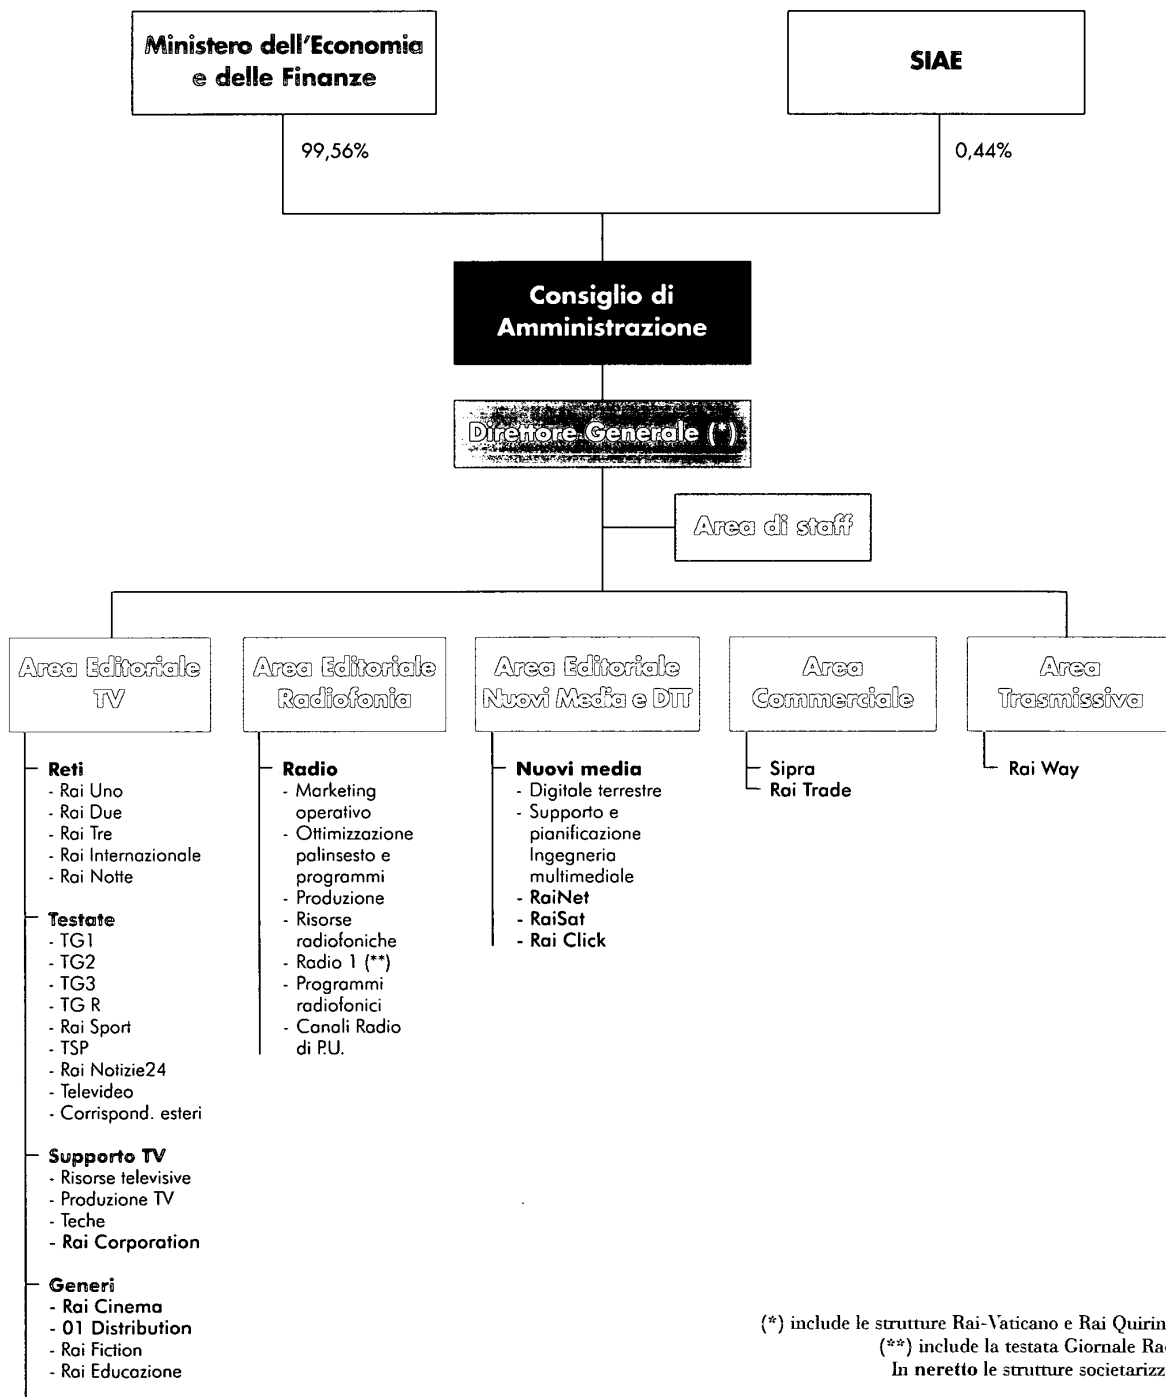 Ministero dell'Economia
e delle Finanze
SIAE
99,56%
0,44%
Consiglio di
Amministrazione
Direttore Generale (*)
Area di staff
Area Editoriale
TV
Area Editoriale
Radiofonia
Area Editoriale
Nuovi Media e DTT
Area
Commerciale
Area
Trasmissiva
Reti
- Rai Uno
- Rai Due
- Rai Tre
- Rai Internazionale
- Rai Notte
Testate
- TG1
- TG2
- TG3
- TG R
- Rai Sport
- TSP
- Rai Notizie24
- Televideo
- Corrispond. esteri
Supporto TV
- Risorse televisive
- Produzione TV
- Teche
- Rai Corporation
Generi
- Rai Cinema
- 01 Distribution
- Rai Fiction
- Rai Educazione
Radio
- Marketing
operativo
- Ottimizzazione
palinsesto e
programmi
- Produzione
- Risorse
radiofoniche
- Radio 1 (**)
- Programmi
radiofonici
- Canali Radio
di P.U.
Nuovi media
- Digitale terrestre
- Supporto e
pianificazione
Ingegneria
multimediale
- RaiNet
- RaiSat
- Rai Click
Sipra
Rai Trade
Rai Way
(*) include le strutture Rai-Vaticano e Rai
(**) include la testata Giornale
In neretto le strutture